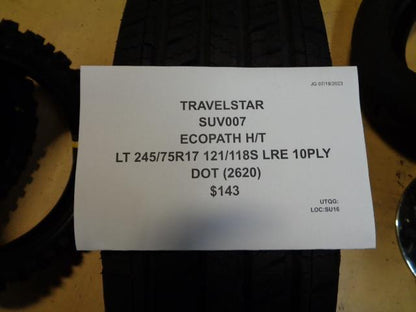 JG 07/19/2023
TRAVELSTAR
SUV007
ECOPATH H/T
LT 245/75R17 121/118S LRE 10PLY
DOT (2620)
$143
UTQG:
LOC:SU16